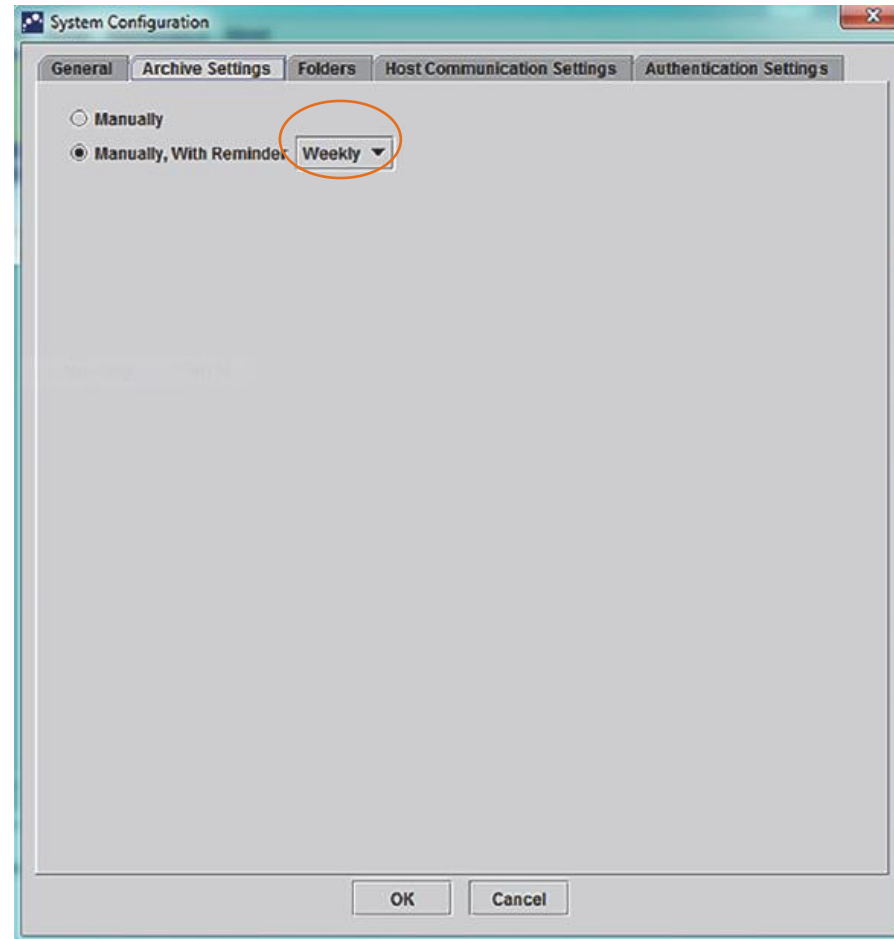 System Configuration
General Archive Settings Folders Host Communication Settings Authentication Settings
Manually
Manually, With Reminder Weekly
OK Cancel